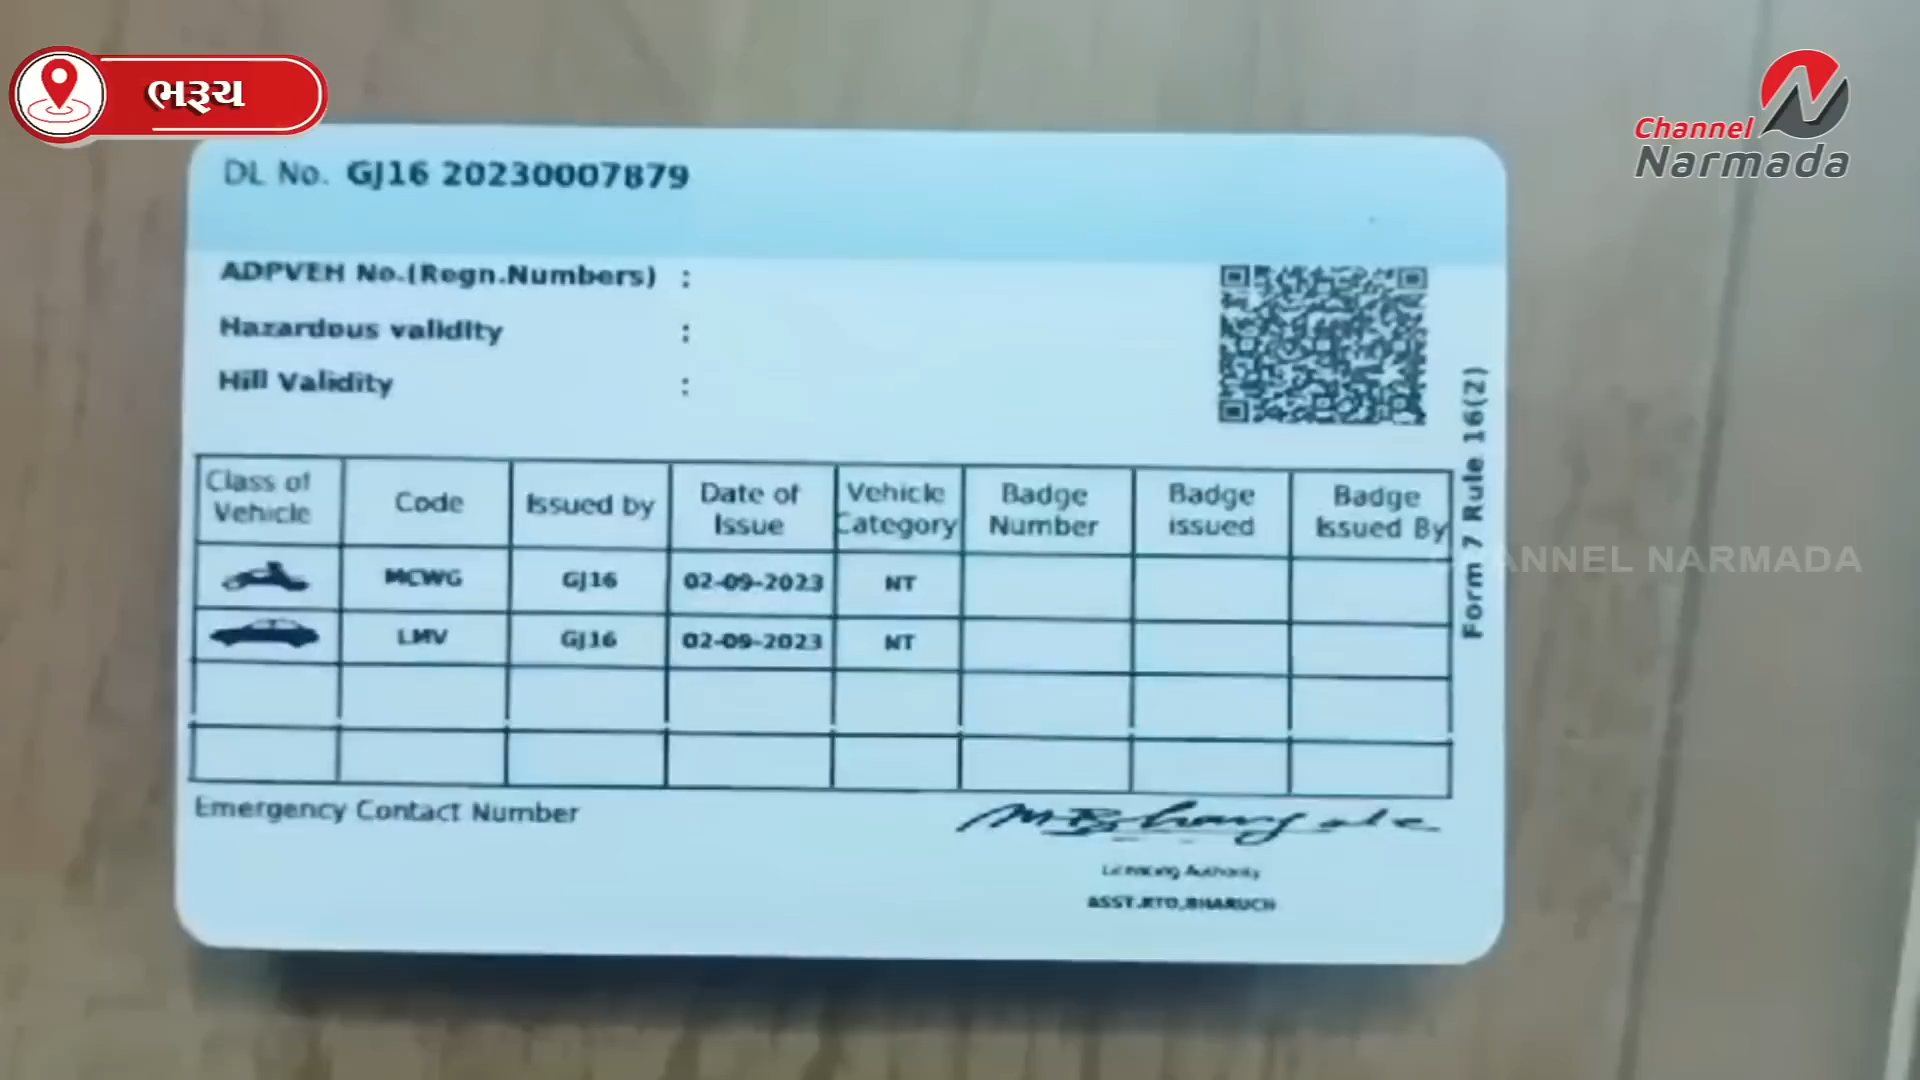 ભરૂચ
Channel
Narmada
DL No. GJ16 20230007879
ADPVEH No.(Regn.Numbers) :
Hazardous validity :
Hill Validity :
Form 7 Rule 16(2)
Class of Vehicle Code Issued by Date of Issue Vehicle Category Badge Number Badge issued Badge Issued By
MCWG GJ16 02-09-2023 NT
LMV GJ16 02-09-2023 NT
CHANNEL NARMADA
Emergency Contact Number
Licensing Authority
ASST.RTO,BHARUCH